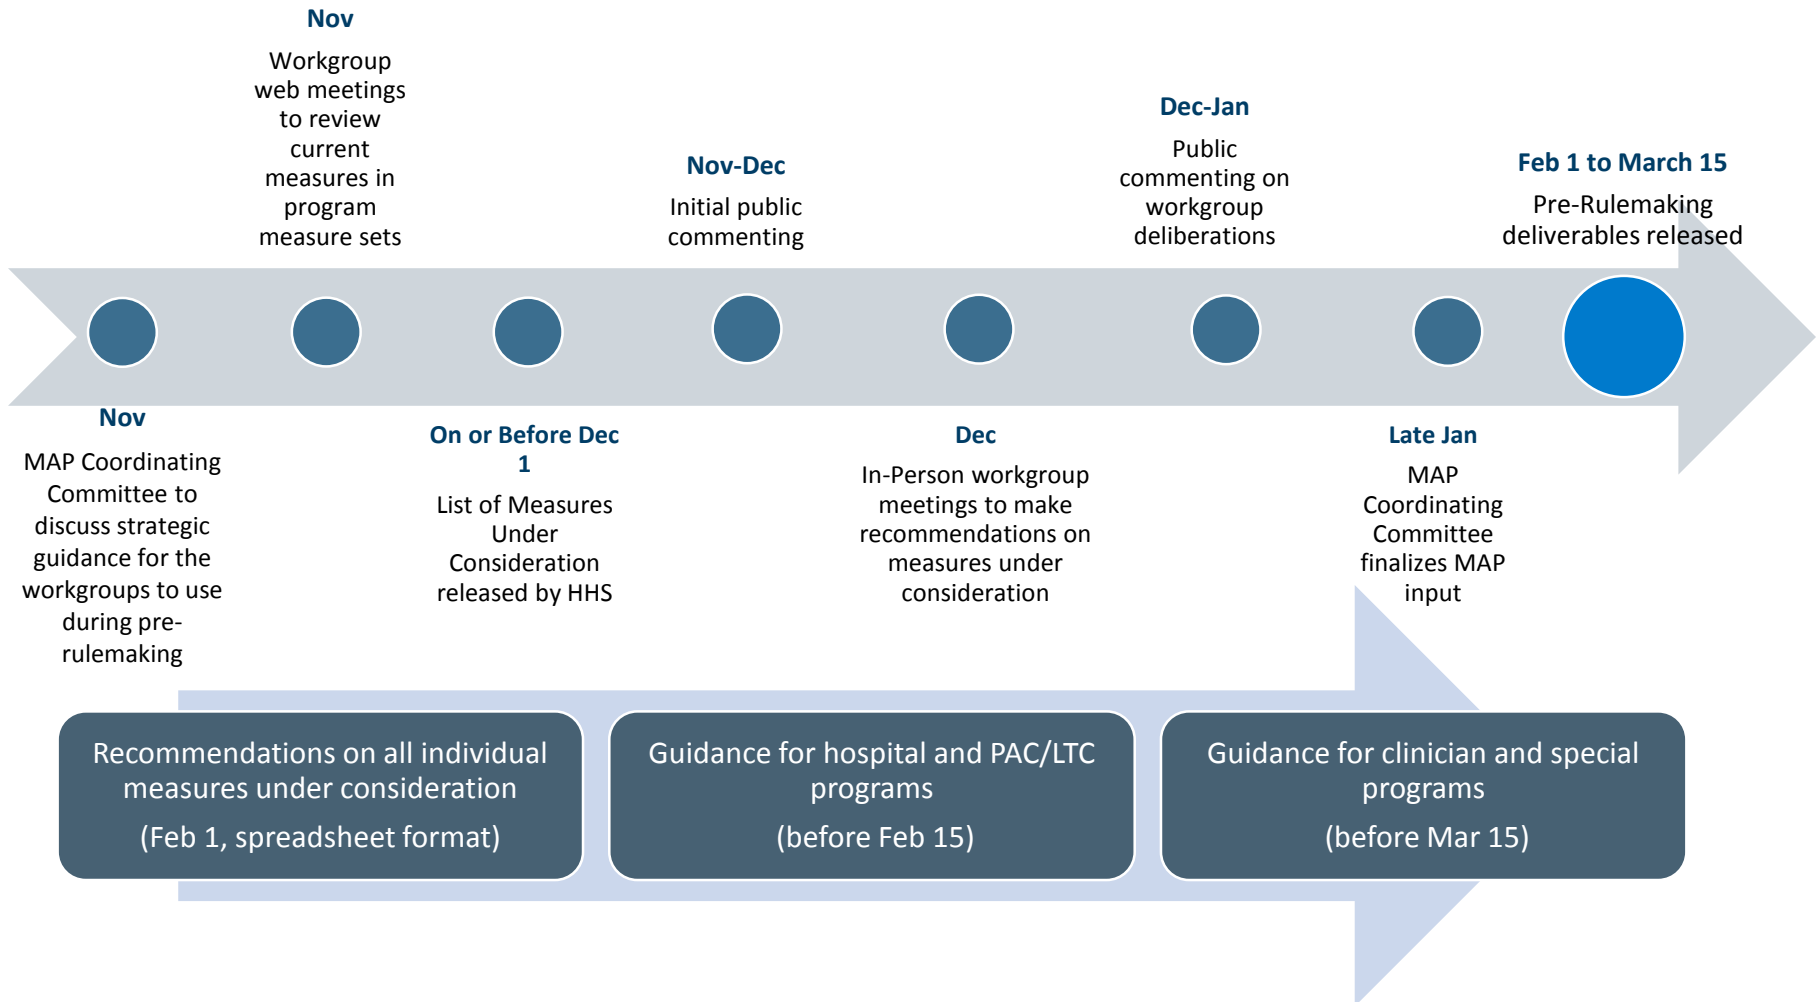 Nov
Workgroup
web meetings
to review
current
measures in
program
measure sets
Nov-Dec
Initial public
commenting
Dec-Jan
Public
commenting on
workgroup
deliberations
Feb 1 to March 15
Pre-Rulemaking
deliverables released
Nov
MAP Coordinating
Committee to
discuss strategic
guidance for the
workgroups to use
during pre-
rulemaking
On or Before Dec
1
List of Measures
Under
Consideration
released by HHS
Dec
In-Person workgroup
meetings to make
recommendations on
measures under
consideration
Late Jan
MAP
Coordinating
Committee
finalizes MAP
input
Recommendations on all individual
measures under consideration
(Feb 1, spreadsheet format)
Guidance for hospital and PAC/LTC
programs
(before Feb 15)
Guidance for clinician and special
programs
(before Mar 15)